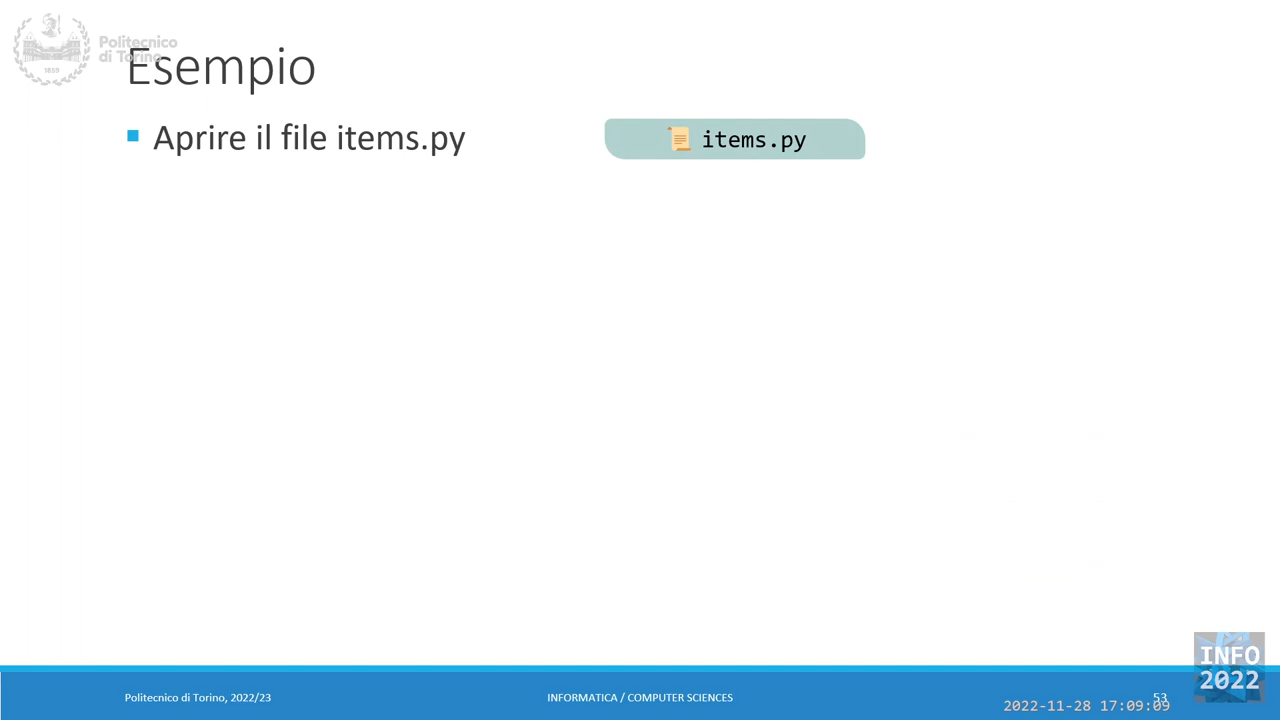 Politecnico
di Torino
1859
Esempio
Aprire il file items.py
items.py
Politecnico di Torino, 2022/23
INFORMATICA / COMPUTER SCIENCES
53
2022-11-28 17:09:09
INFO
2022